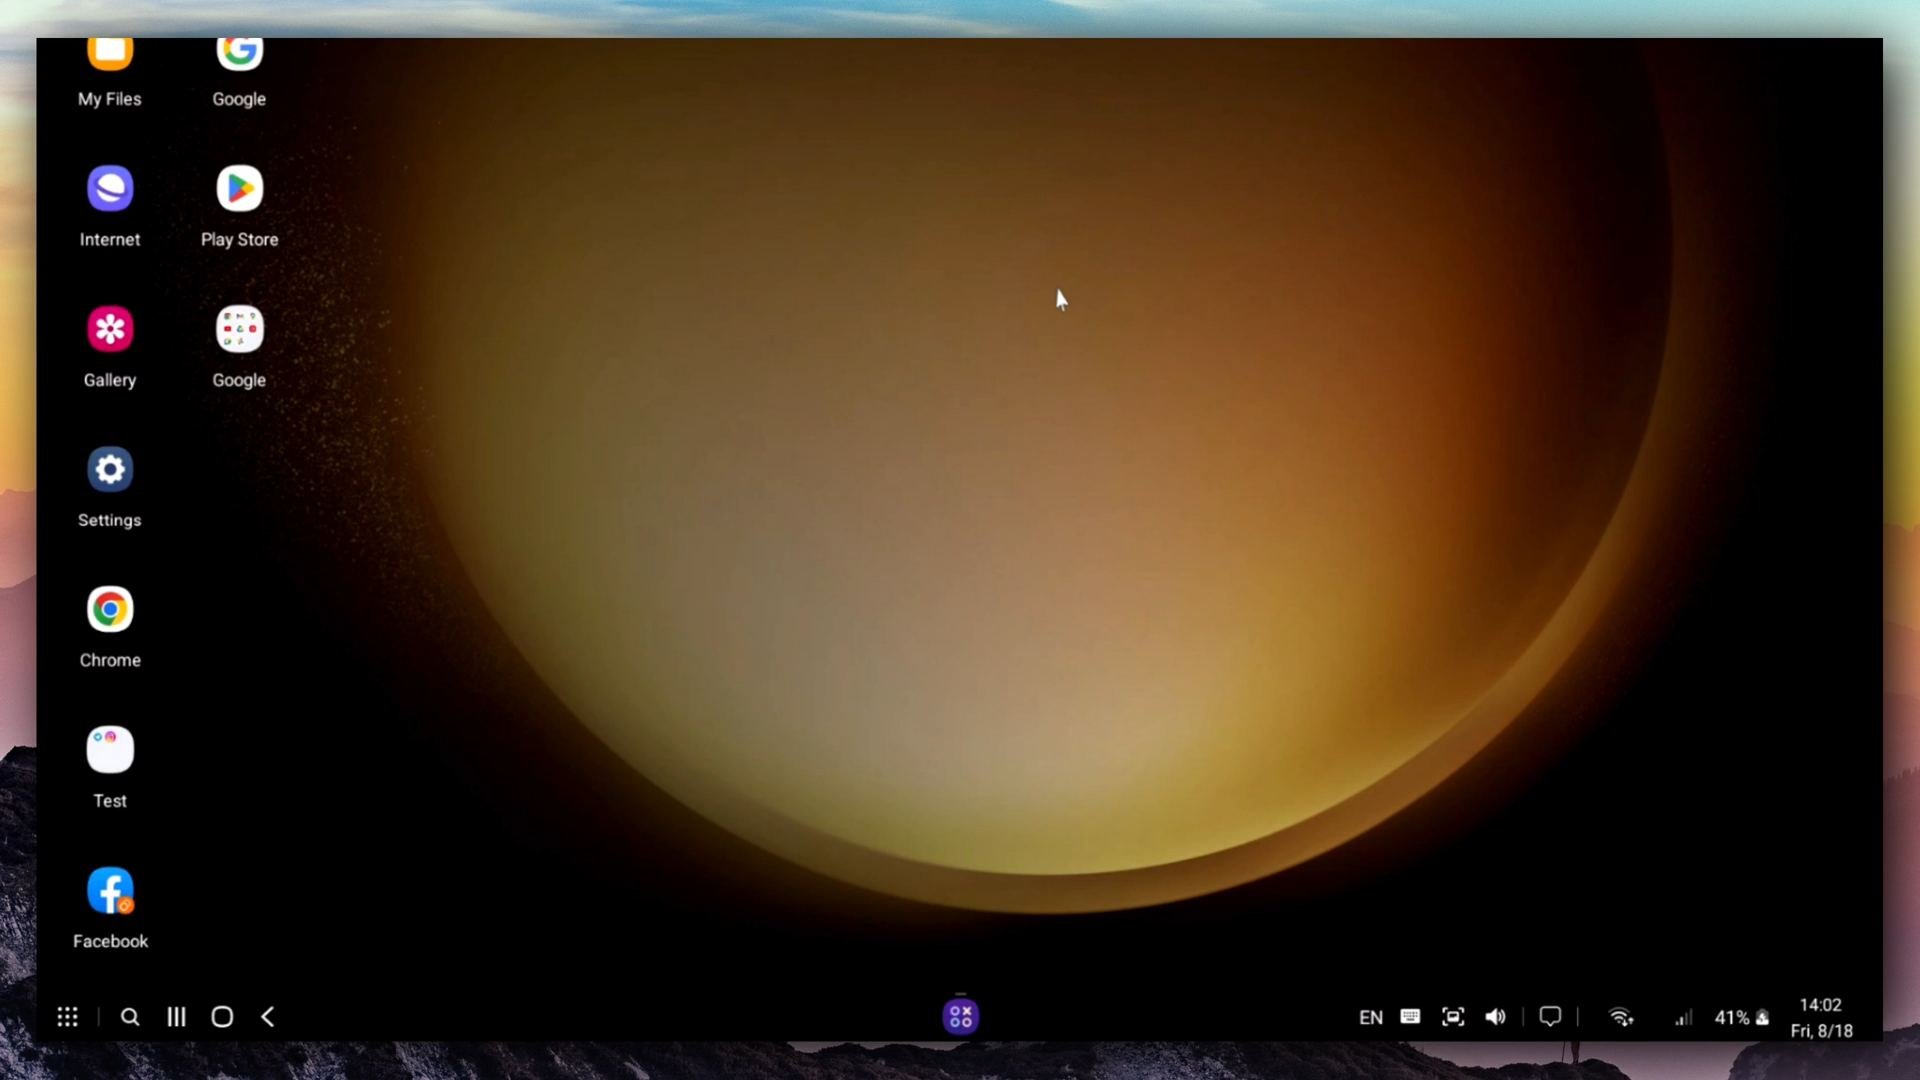 My Files Google
Internet Play Store
Gallery Google
Settings
Chrome
Test
Facebook
EN 41% 14:02
Fri, 8/18